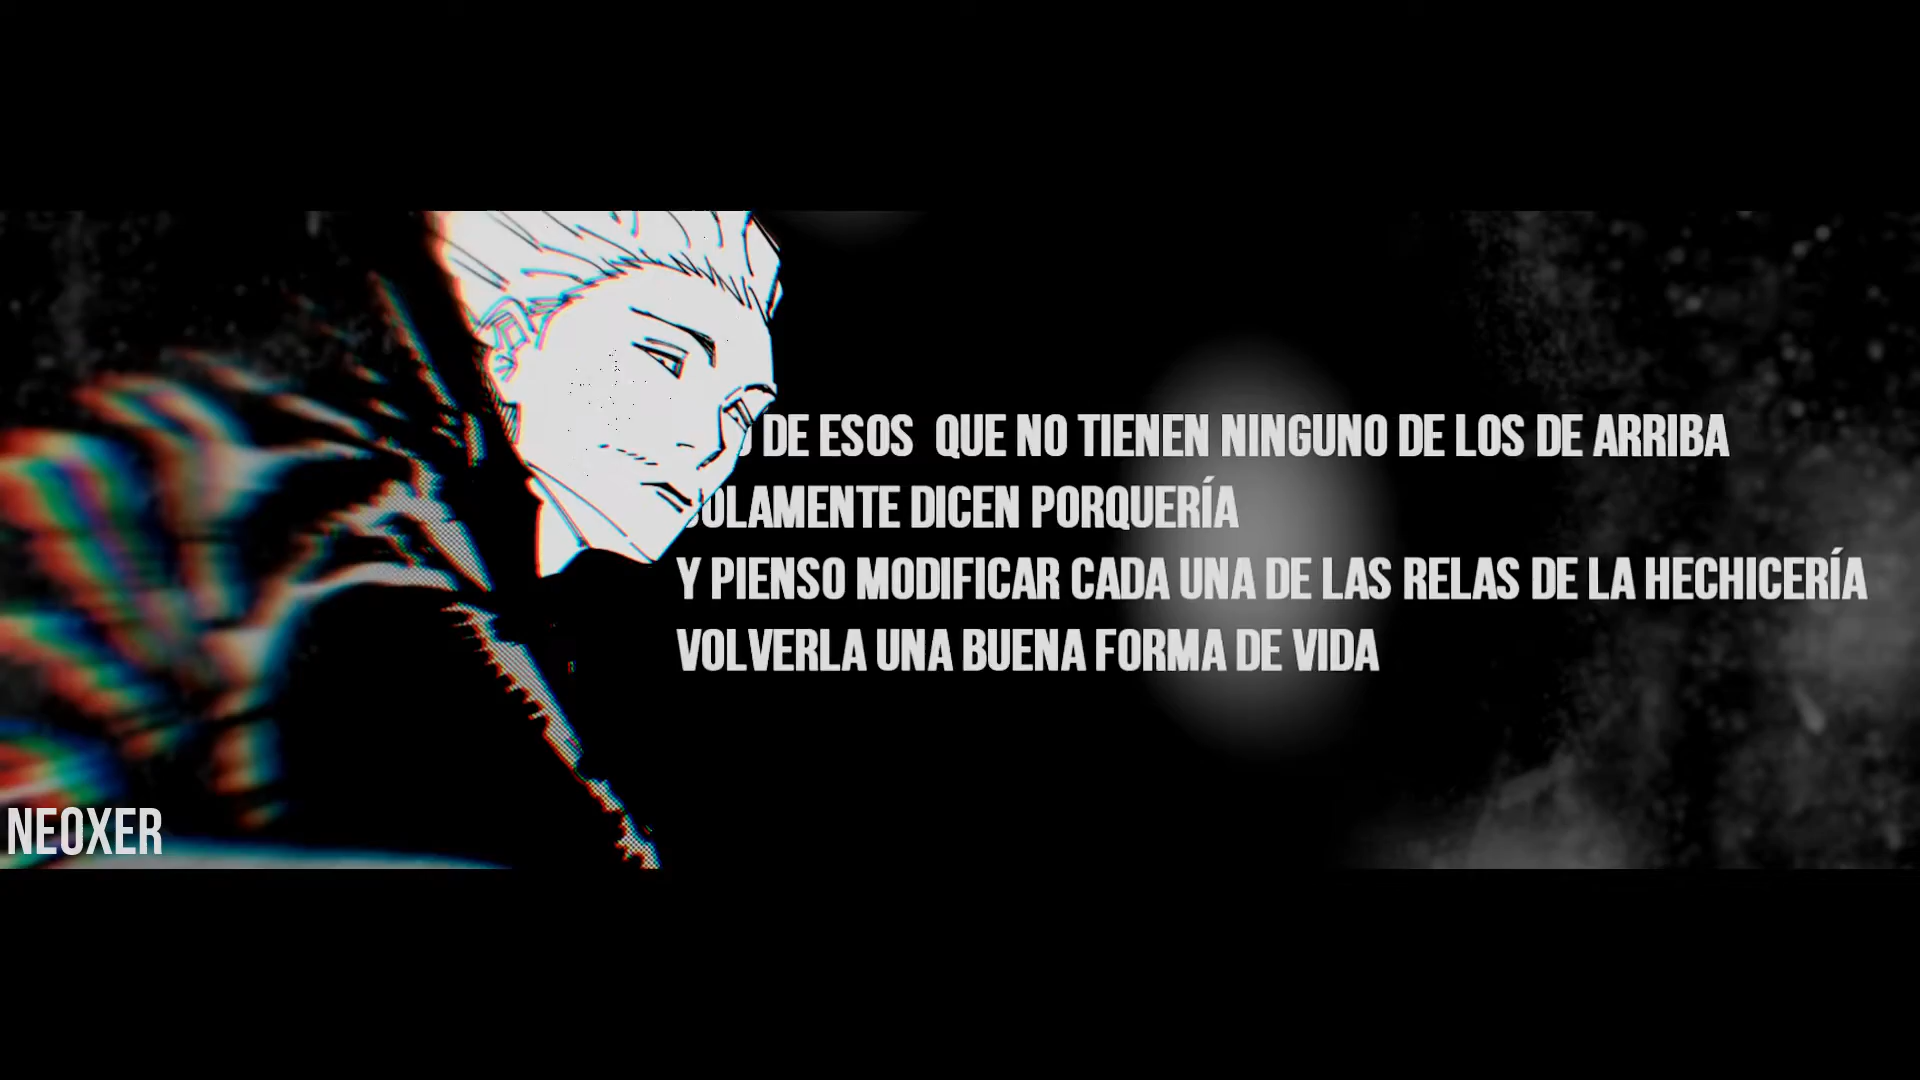 DE ESOS QUE NO TIENEN NINGUNO DE LOS DE ARRIBA
SOLAMENTE DICEN PORQUERÍA
Y PIENSO MODIFICAR CADA UNA DE LAS RELAS DE LA HECHICERÍA
VOLVERLA UNA BUENA FORMA DE VIDA
NEOXER